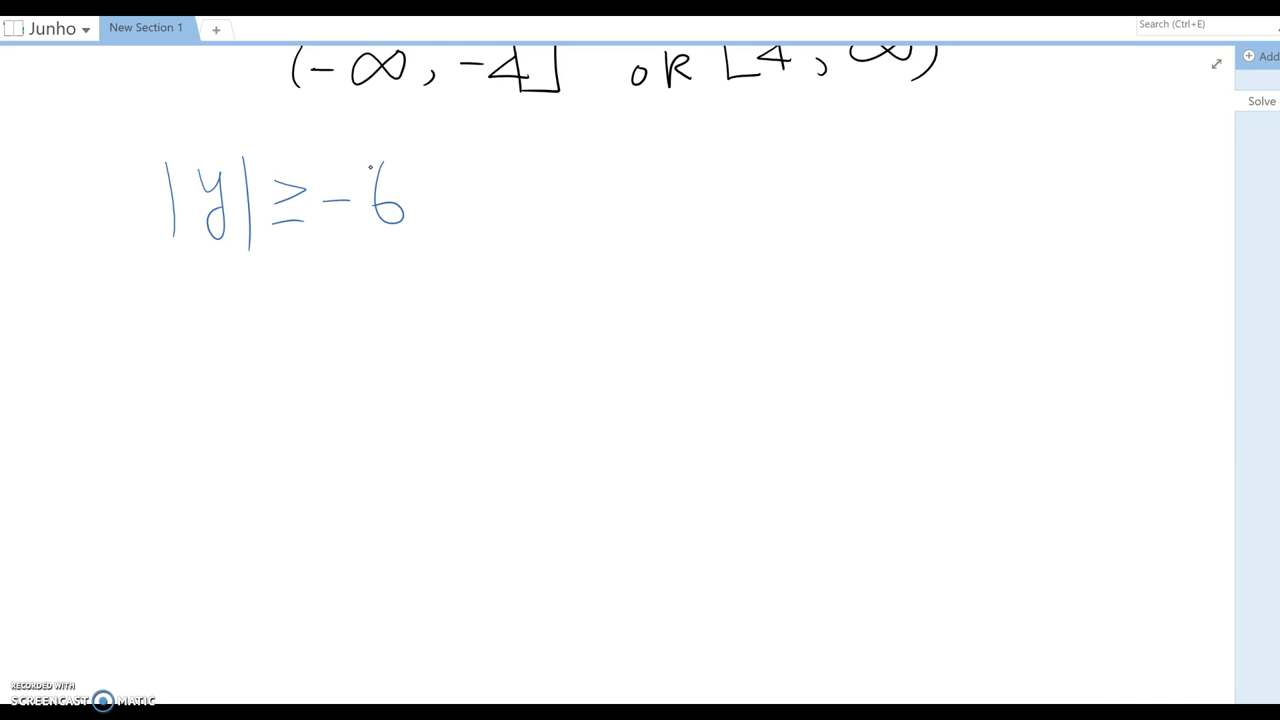 Junho New Section 1 + Search (Ctrl+E)
(-∞, -4] OR [4, ∞)
Add
Solve
|y| ≥ -6
RECORDED WITH
SCREENCAST MATIC